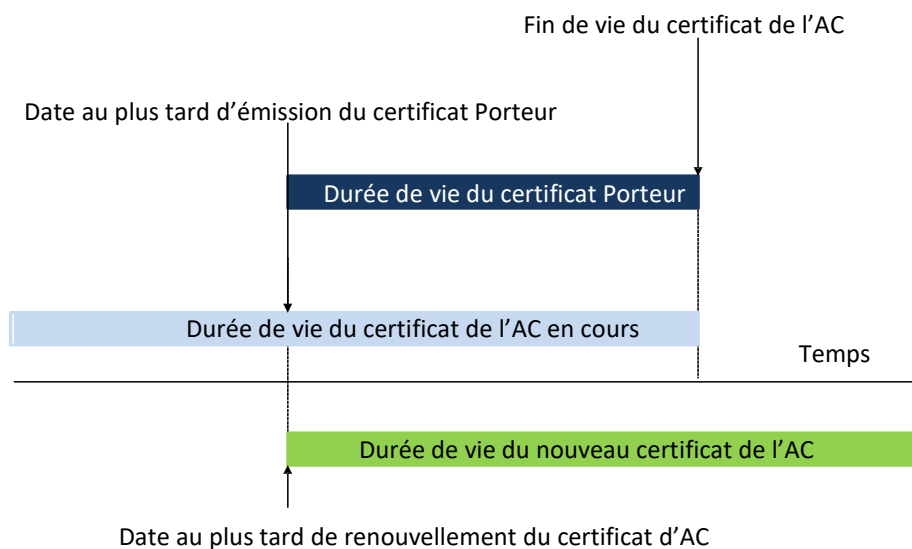 Fin de vie du certificat de l’AC
Date au plus tard d’émission du certificat Porteur
Durée de vie du certificat Porteur
Durée de vie du certificat de l’AC en cours
Temps
Durée de vie du nouveau certificat de l’AC
Date au plus tard de renouvellement du certificat d’AC